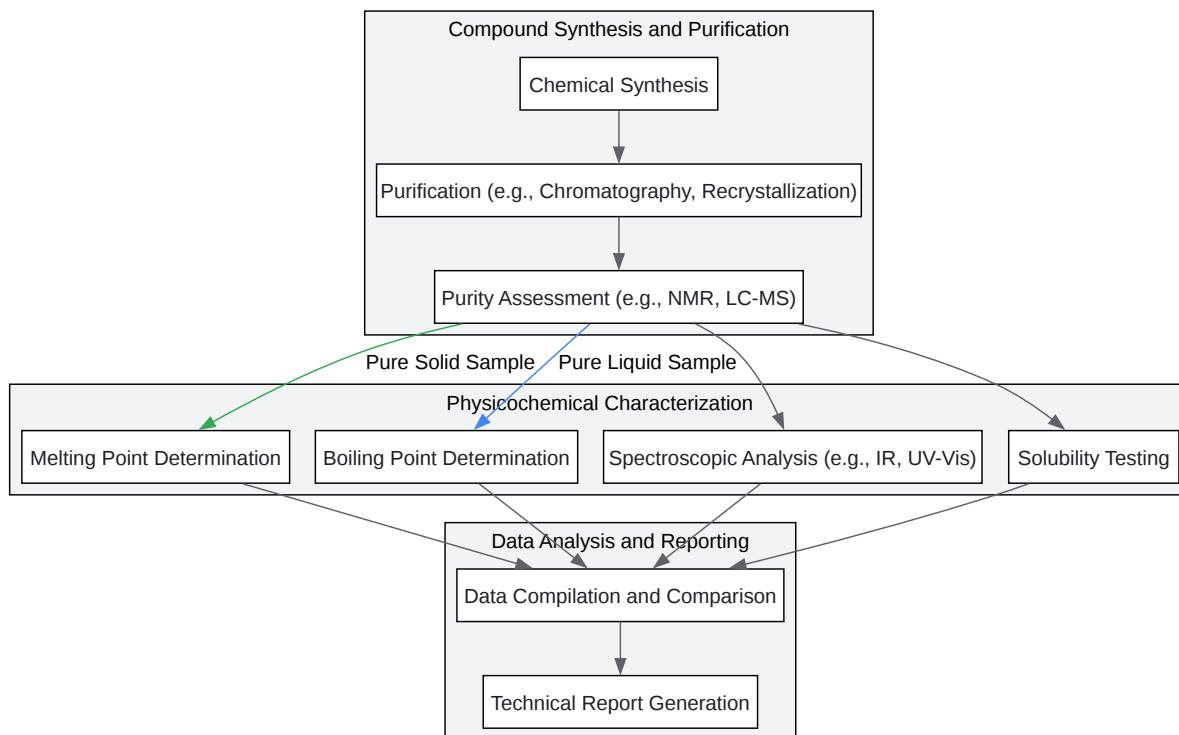 Compound Synthesis and Purification
Chemical Synthesis
Purification (e.g., Chromatography, Recrystallization)
Purity Assessment (e.g., NMR, LC-MS)
Pure Solid Sample
Pure Liquid Sample
Physicochemical Characterization
Melting Point Determination
Boiling Point Determination
Spectroscopic Analysis (e.g., IR, UV-Vis)
Solubility Testing
Data Analysis and Reporting
Data Compilation and Comparison
Technical Report Generation